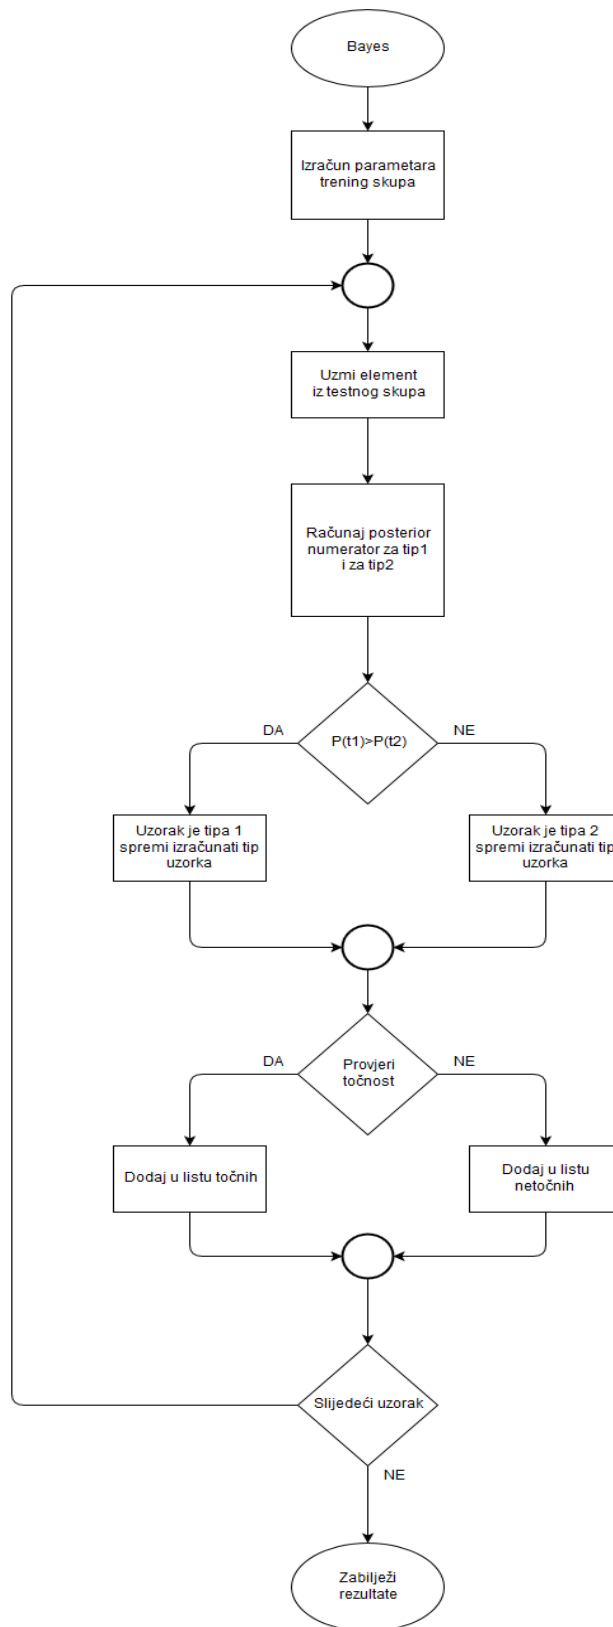 Bayes
Izračun parametara
trening skupa
Uzmi element
iz testnog skupa
Računaj posterior
numerator za tip1
i za tip2
DA
P(t1)>P(t2)
NE
Uzorak je tipa 1
spremi izračunati tip
uzorka
Uzorak je tipa 2
spremi izračunati tip
uzorka
DA
Provjeri
točnost
NE
Dodaj u listu točnih
Dodaj u listu
netočnih
Slijedeći uzorak
NE
Zabilježi
rezultate